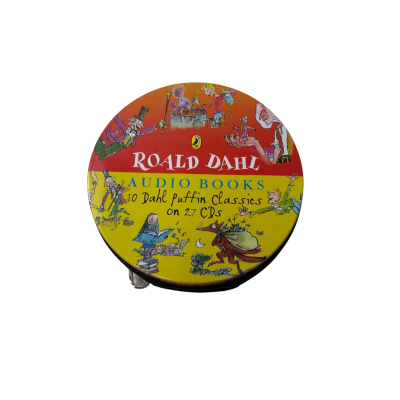 ROALD DAHL
AUDIO BOOKS
10 Dahl Puffin Classics
on 27 CDs